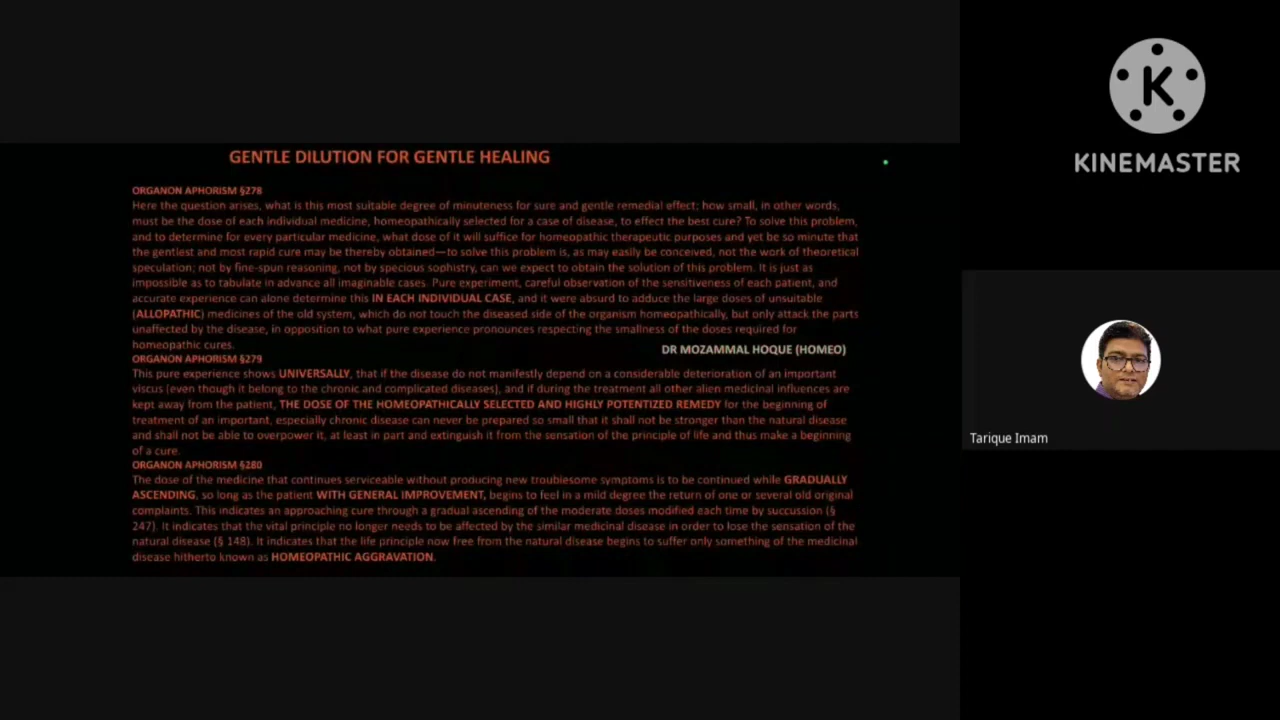 GENTLE DILUTION FOR GENTLE HEALING
ORGANON APHORISM §278
Here the question arises, what is this most suitable degree of minuteness for sure and gentle remedial effect; how small, in other words,
must be the dose of each individual medicine, homeopathically selected for a case of disease, to effect the best cure? To solve this problem,
and to determine for every particular medicine, what dose of it will suffice for homeopathic therapeutic purposes and yet be so minute that
the gentlest and most rapid cure may be thereby obtained—to solve this problem is, as may easily be conceived, not the work of theoretical
speculation; not by fine-spun reasoning, not by specious sophistry, can we expect to obtain the solution of this problem. It is just as
impossible as to tabulate in advance all imaginable cases. Pure experiment, careful observation of the sensitiveness of each patient, and
accurate experience can alone determine this IN EACH INDIVIDUAL CASE, and it were absurd to adduce the large doses of unsuitable
(ALLOPATHIC) medicines of the old system, which do not touch the diseased side of the organism homeopathically, but only attack the parts
unaffected by the disease, in opposition to what pure experience pronounces respecting the smallness of the doses required for
homeopathic cures.
DR MOZAMMAL HOQUE (HOMEO)
ORGANON APHORISM §279
This pure experience shows UNIVERSALLY, that if the disease do not manifestly depend on a considerable deterioration of an important
viscus (even though it belong to the chronic and complicated diseases), and if during the treatment all other alien medicinal influences are
kept away from the patient, THE DOSE OF THE HOMEOPATHICALLY SELECTED AND HIGHLY POTENTIZED REMEDY for the beginning of
treatment of an important, especially chronic disease can never be prepared so small that it shall not be stronger than the natural disease
and shall not be able to overpower it, at least in part and extinguish it from the sensation of the principle of life and thus make a beginning
of a cure.
ORGANON APHORISM §280
The dose of the medicine that continues serviceable without producing new troublesome symptoms is to be continued while GRADUALLY
ASCENDING, so long as the patient WITH GENERAL IMPROVEMENT, begins to feel in a mild degree the return of one or several old original
complaints. This indicates an approaching cure through a gradual ascending of the moderate doses modified each time by succussion (§
247). It indicates that the vital principle no longer needs to be affected by the similar medicinal disease in order to lose the sensation of the
natural disease (§ 148). It indicates that the life principle now free from the natural disease begins to suffer only something of the medicinal
disease hitherto known as HOMEOPATHIC AGGRAVATION.
K
KINEMASTER
Tarique Imam